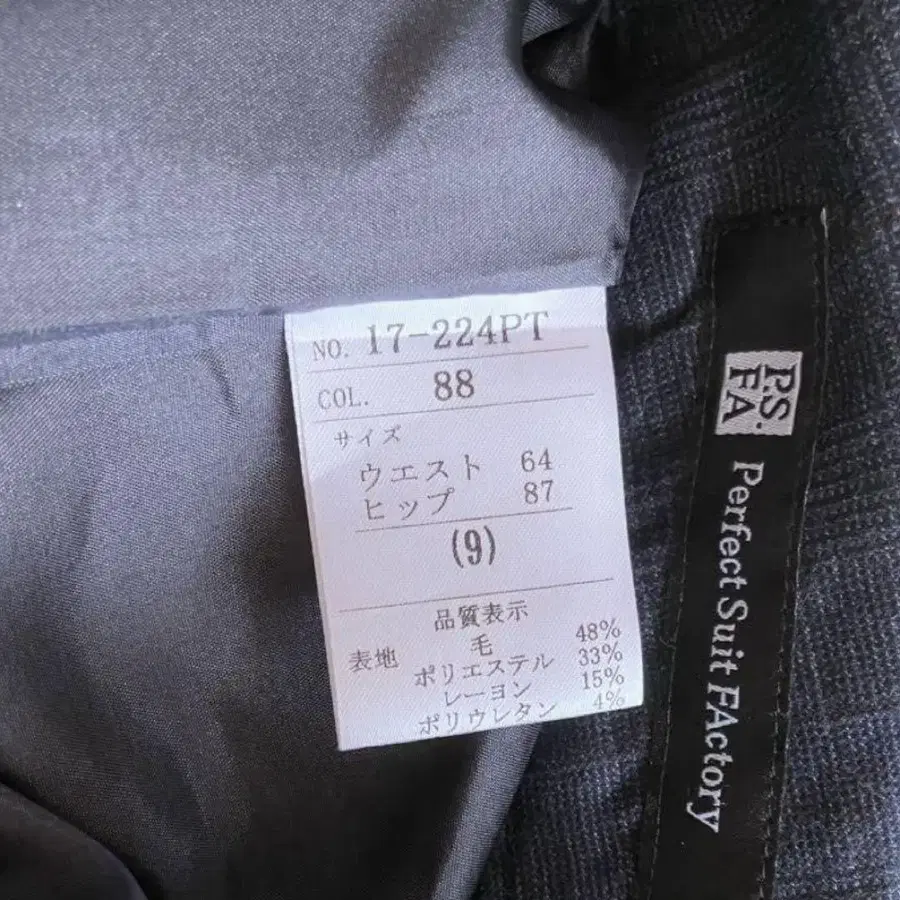 NO. 17-224PT
COL. 88
サイズ
ウエスト 64
ヒップ 87
(9)
品質表示
表地 毛 48%
ポリエステル 33%
レーヨン 15%
ポリウレタン 4%
P.S.
FA
Perfect Suit FActory